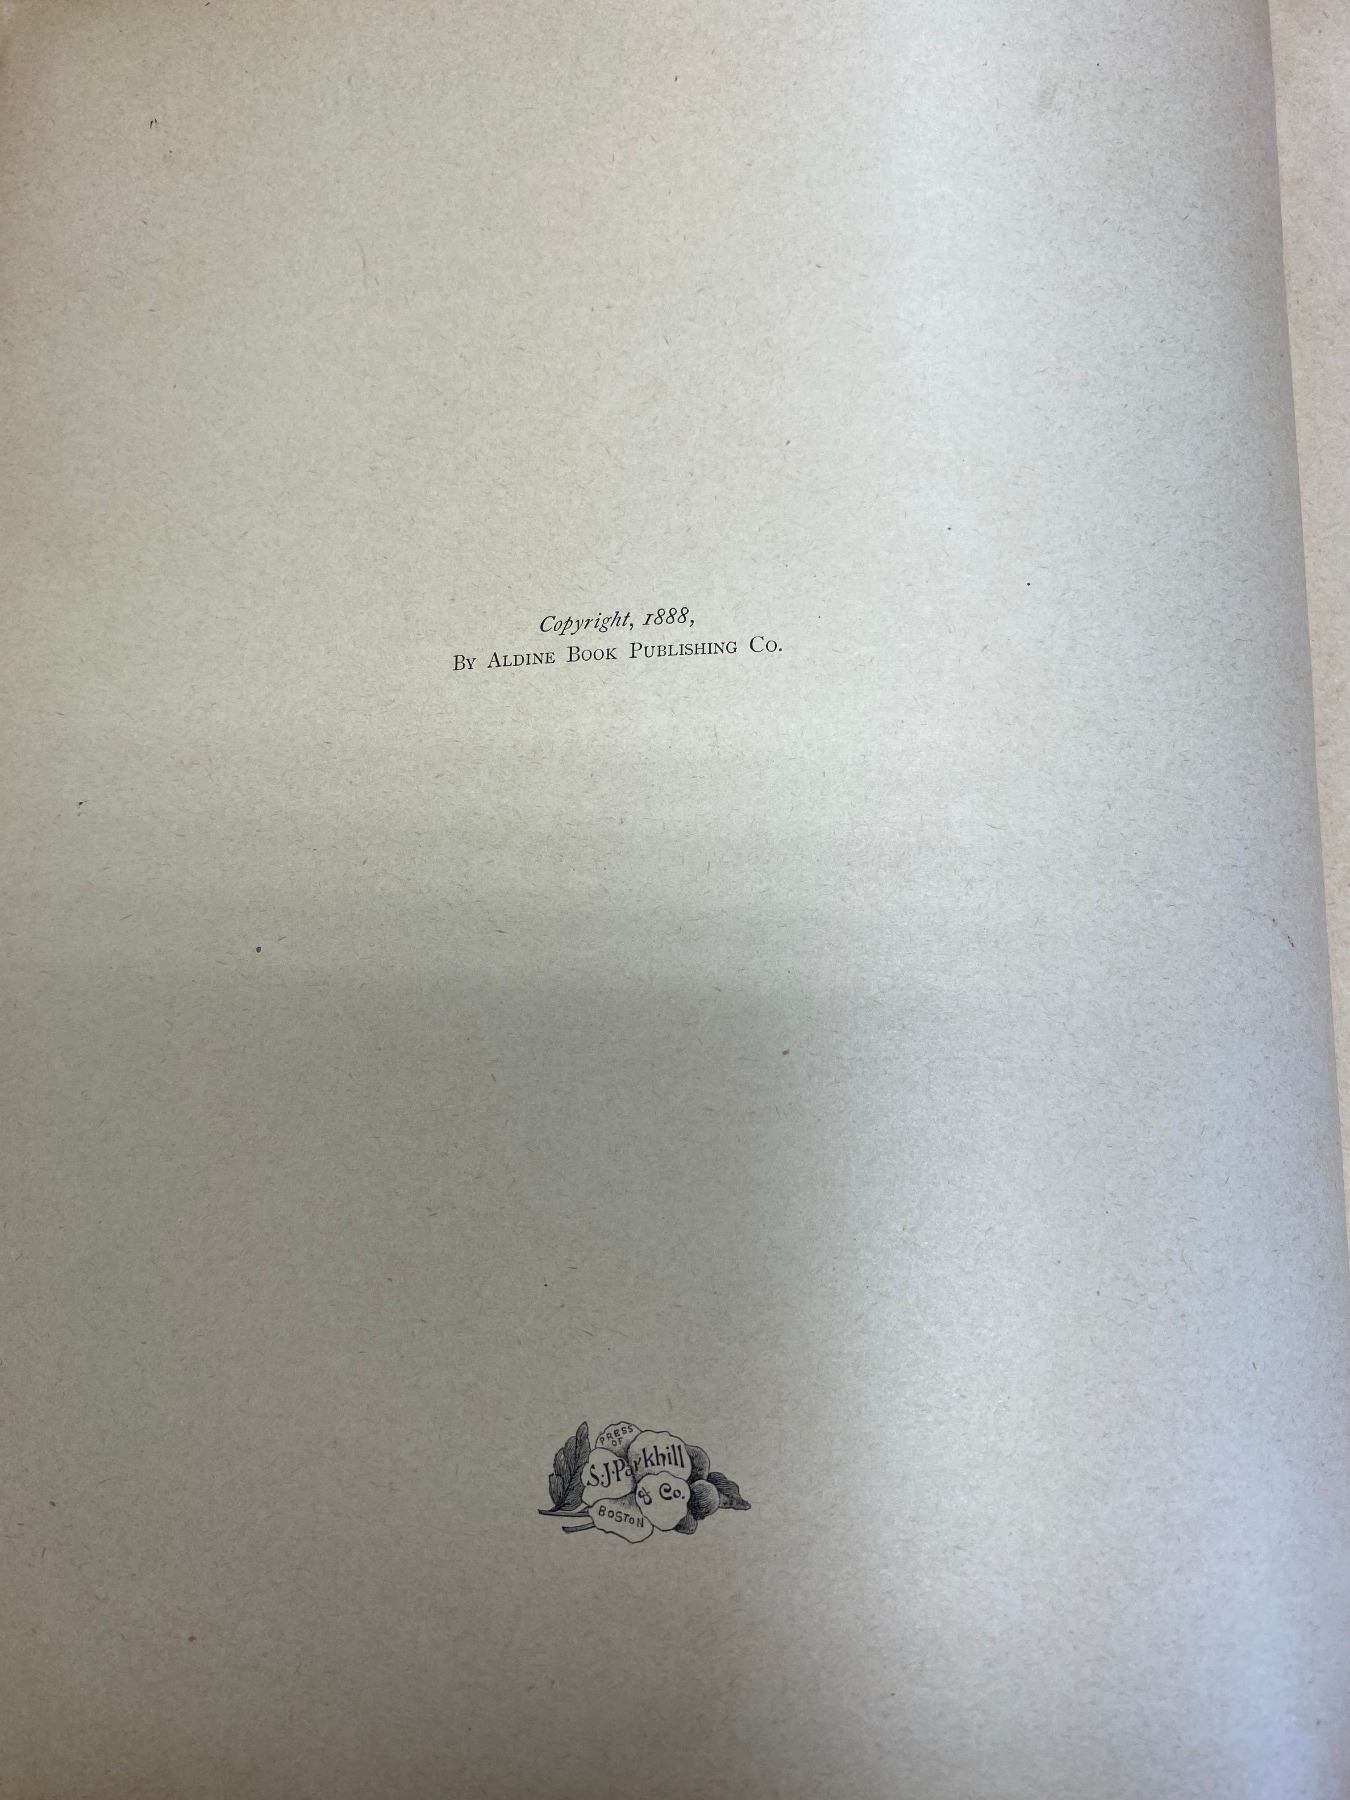 Copyright, 1888,
By Aldine Book Publishing Co.
PRESS
OF
S.J. Parkhill
& Co.
BOSTON